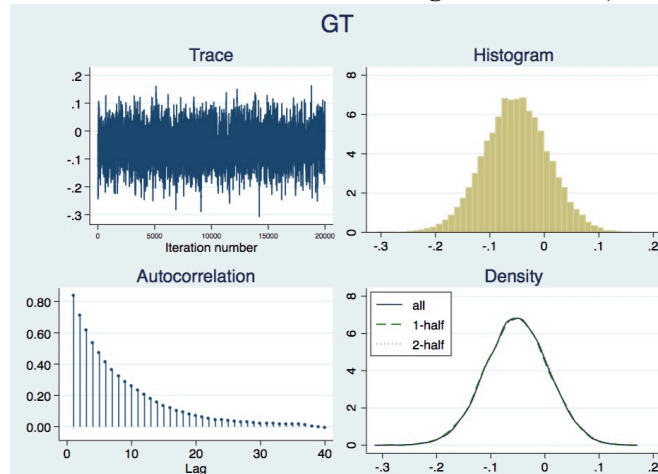 GT
Trace
.2
.1
0
-.1
-.2
-.3
0 5000 10000 15000 20000
Iteration number
Histogram
8
6
4
2
0
-.3 -.2 -.1 0 .1 .2
Autocorrelation
0.80
0.60
0.40
0.20
0.00
0 10 20 30 40
Lag
Density
all
1-half
2-half
8
6
4
2
0
-.3 -.2 -.1 0 .1 .2